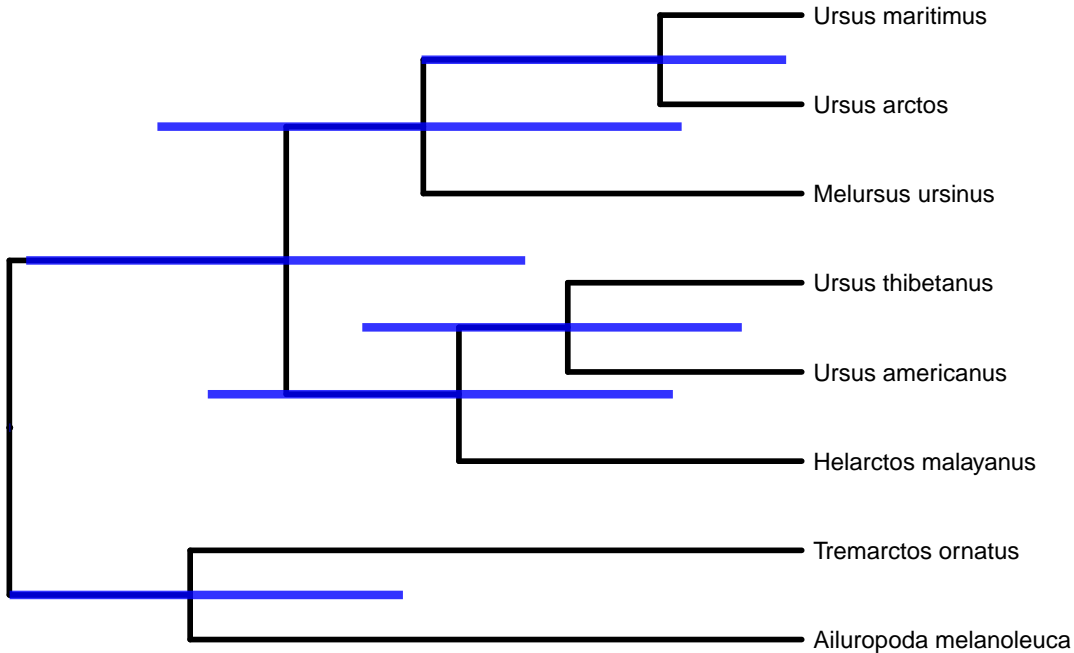 Ursus maritimus
Ursus arctos
Melursus ursinus
Ursus thibetanus
Ursus americanus
Helarctos malayanus
Tremarctos ornatus
Ailuropoda melanoleuca